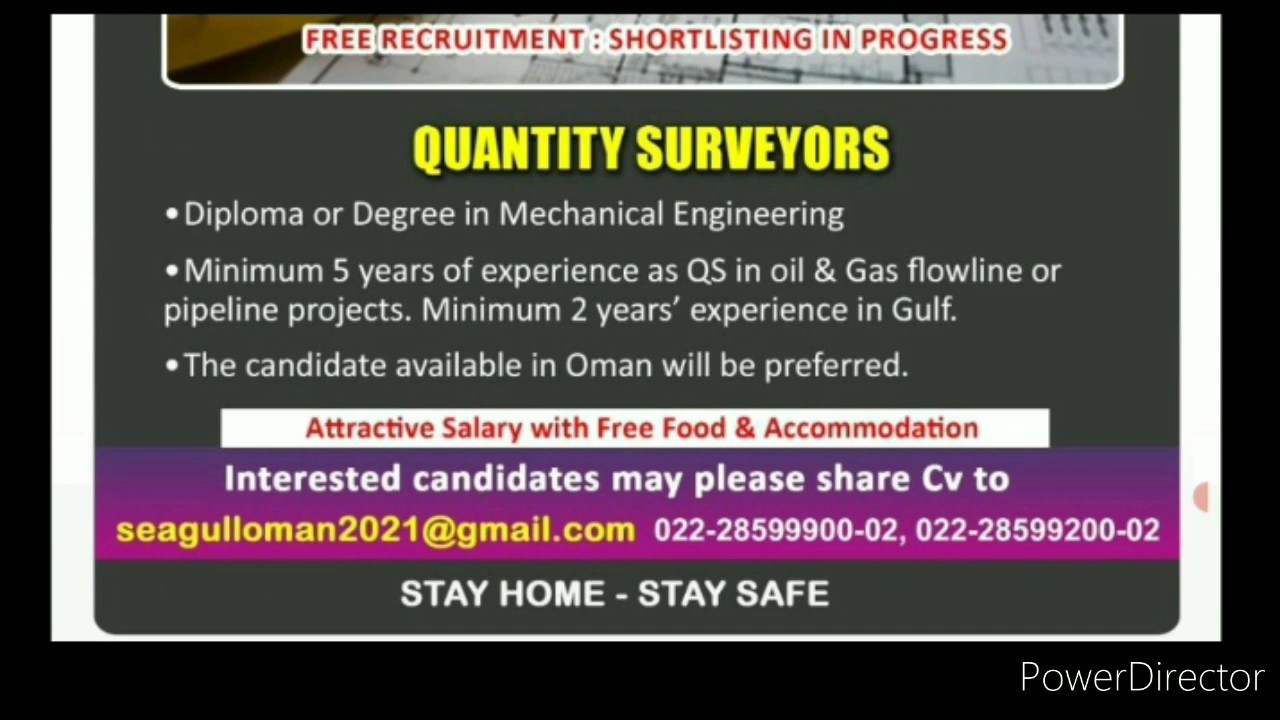 FREE RECRUITMENT : SHORTLISTING IN PROGRESS
QUANTITY SURVEYORS
•Diploma or Degree in Mechanical Engineering
•Minimum 5 years of experience as QS in oil & Gas flowline or
pipeline projects. Minimum 2 years’ experience in Gulf.
•The candidate available in Oman will be preferred.
Attractive Salary with Free Food & Accommodation
Interested candidates may please share Cv to
seagulloman2021@gmail.com 022-28599900-02, 022-28599200-02
STAY HOME - STAY SAFE
PowerDirector